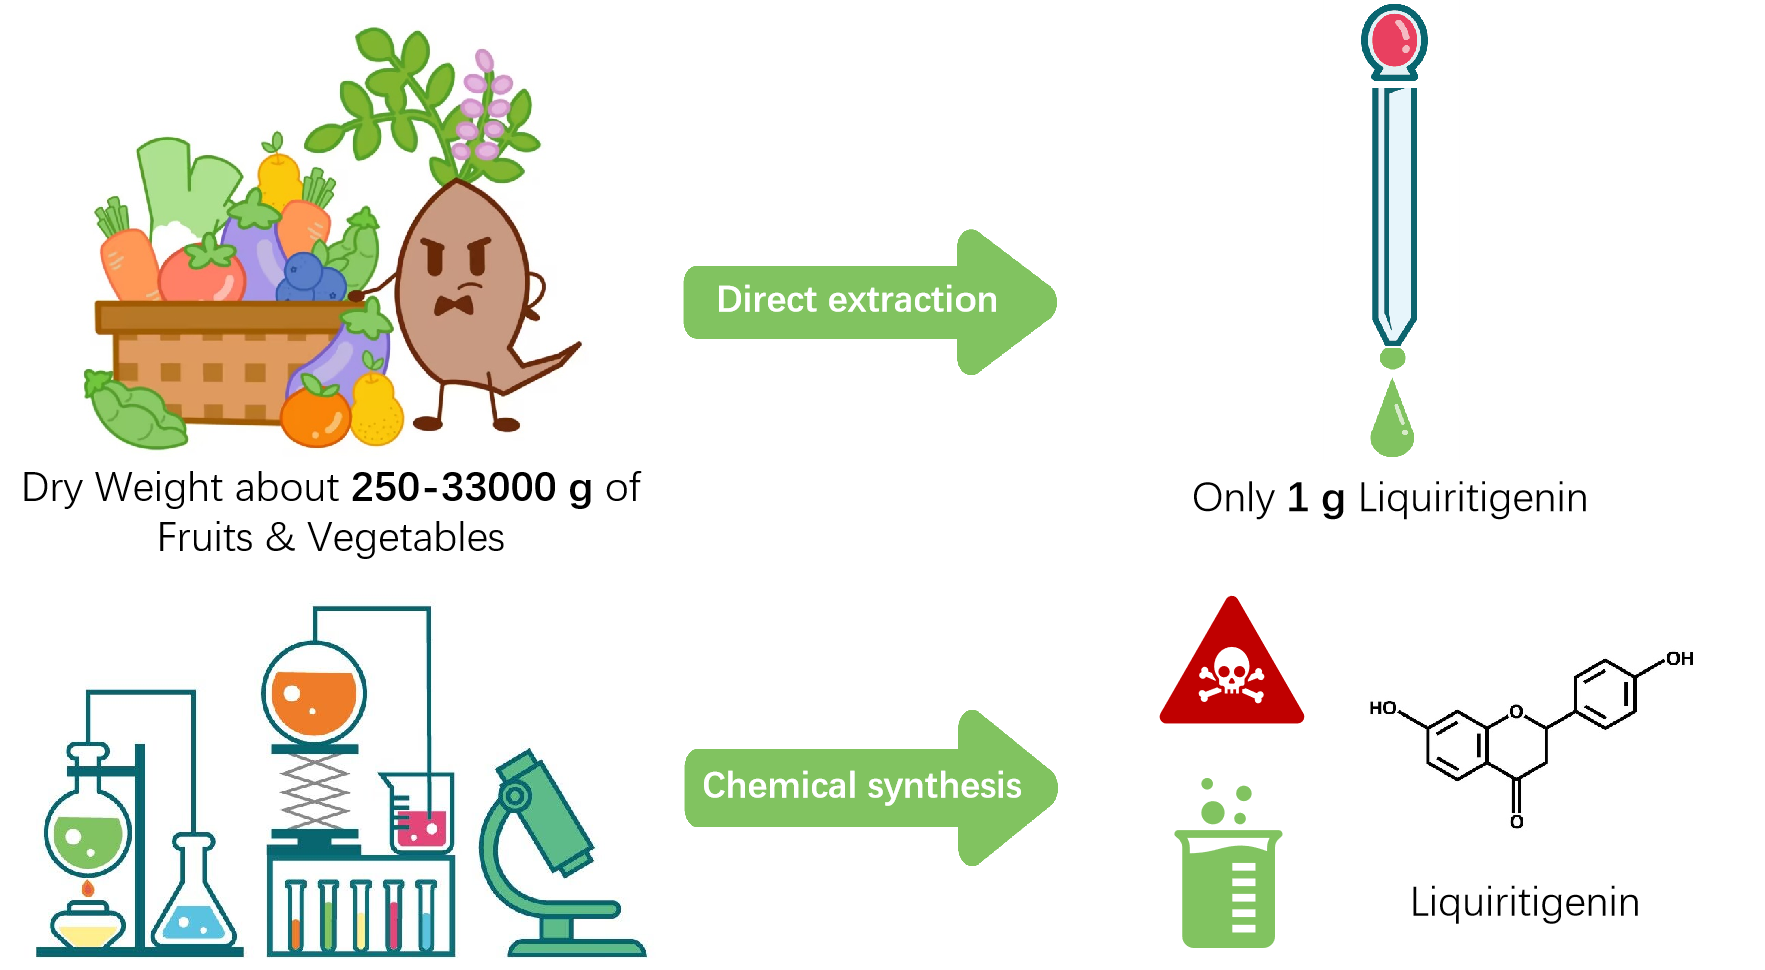 Direct extraction
Dry Weight about 250-33000 g of
Fruits & Vegetables
Only 1 g Liquiritigenin
Chemical synthesis
OH
HO
O
O
Liquiritigenin